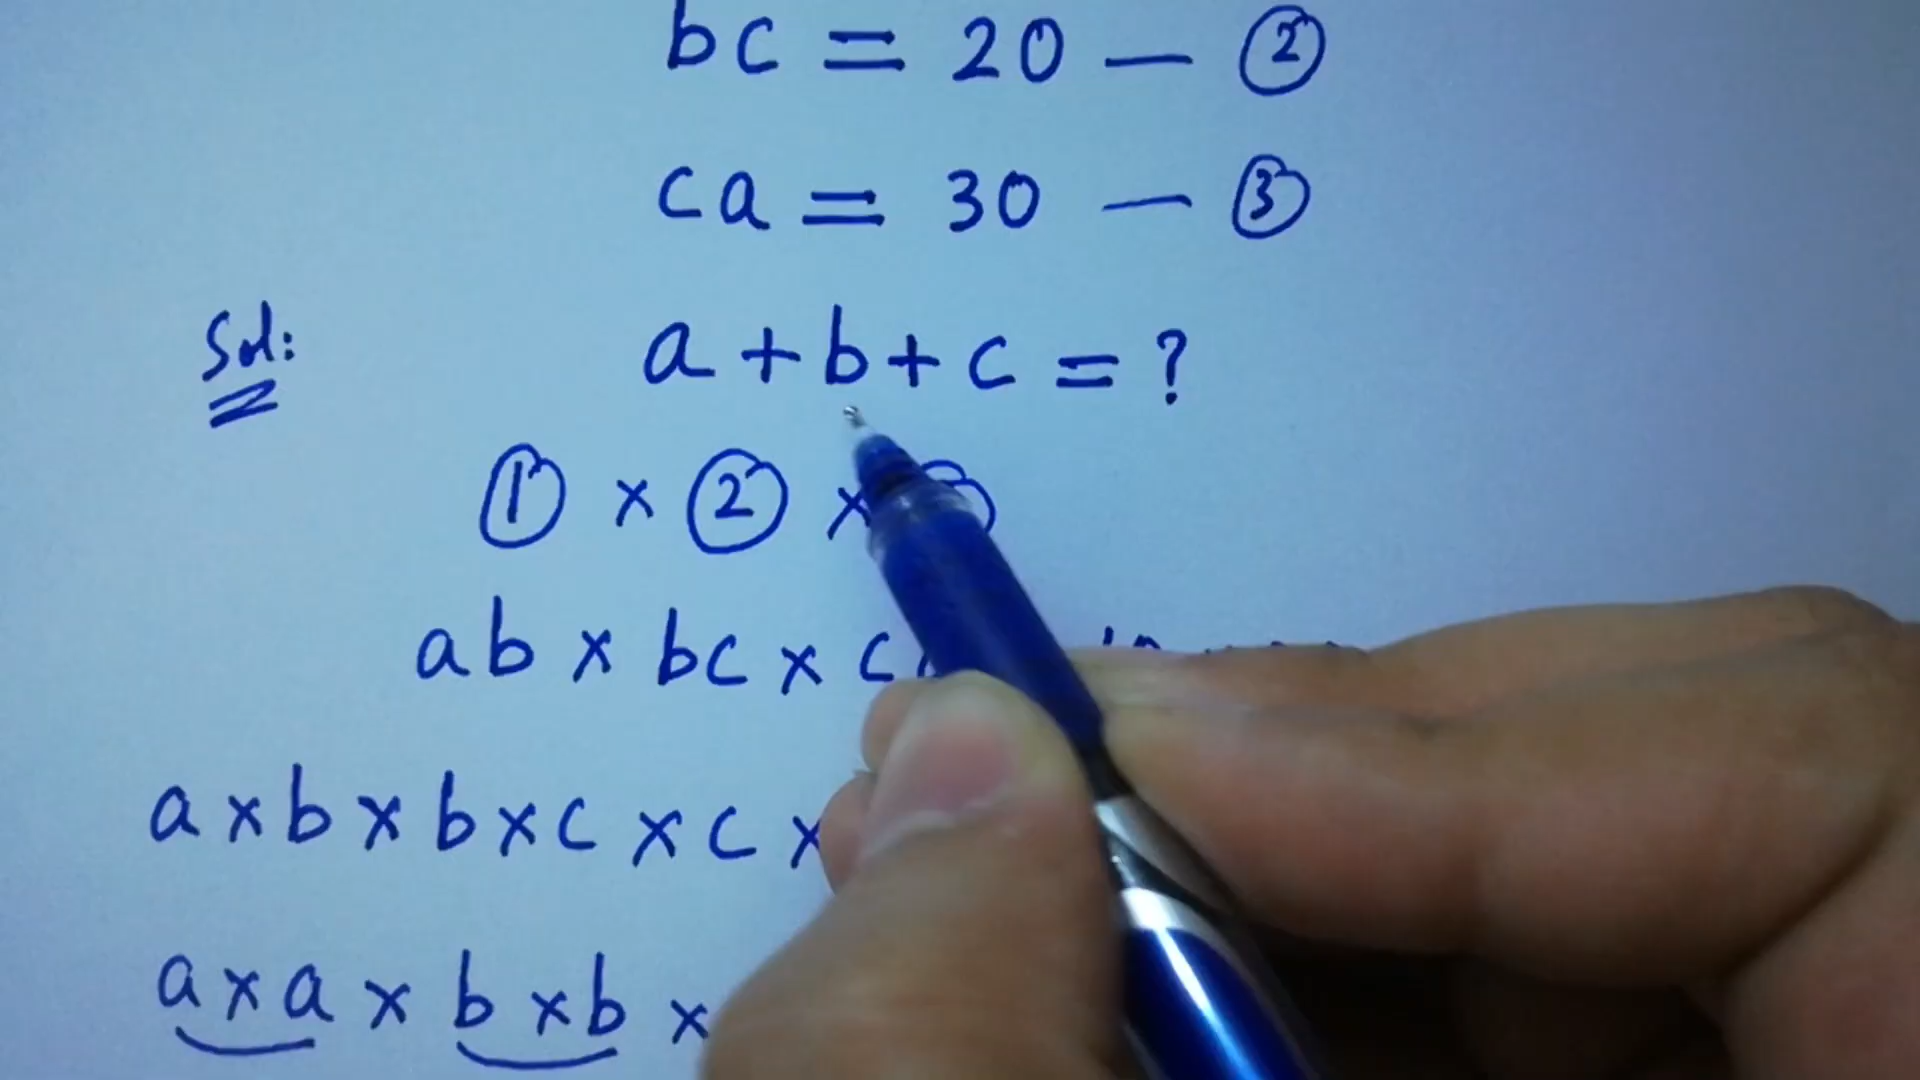 bc = 20 — ②
ca = 30 — ③
Sol:
a + b + c = ?
① × ② ×
ab × bc × c
a × b × b × c × c ×
a × a × b × b ×